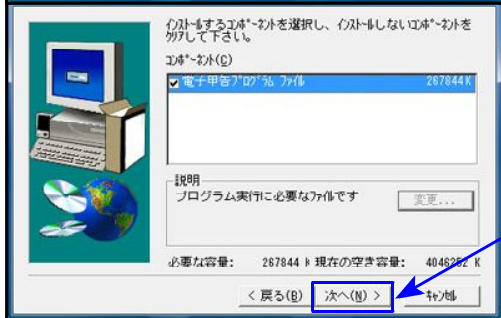 インストールするコンポーネントを選択し、インストールしないコンポーネントを
クリアして下さい。
コンポーネント(C)
電子申告プログラム ファイル 267844 K
説明
プログラム実行に必要なファイルです
変更...
必要な容量: 267844 K 現在の空き容量: 4046252 K
< 戻る(B) 次へ(N) > キャンセル